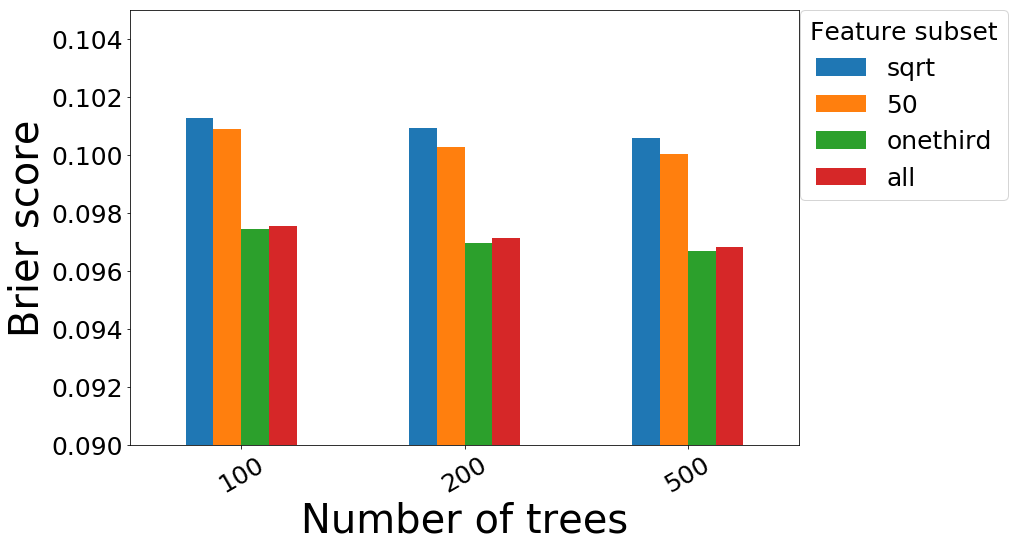 Brier score
0.104
0.102
0.100
0.098
0.096
0.094
0.092
0.090
100
200
500
Number of trees
Feature subset
sqrt
50
onethird
all